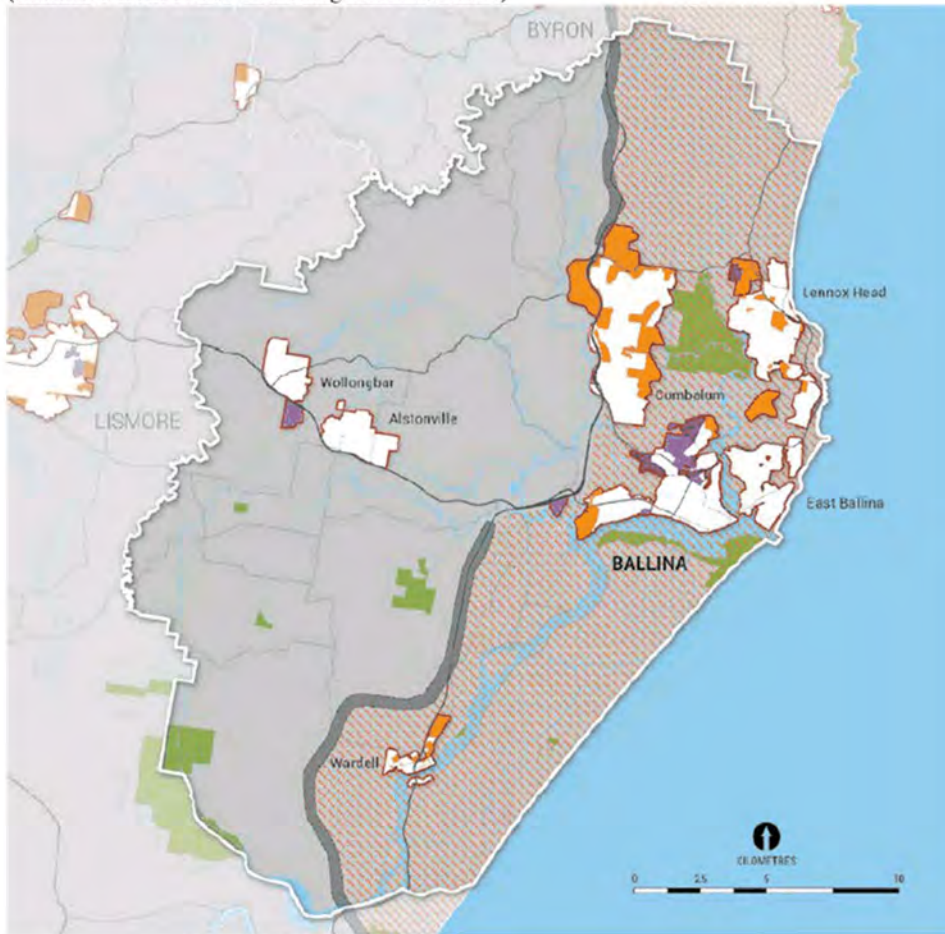 BYRON
Lennox Head
Wollongbar
Cumbalum
Alstonville
LISMORE
East Ballina
BALLINA
Wardell
KILOMETRES
0 2.5 5 10